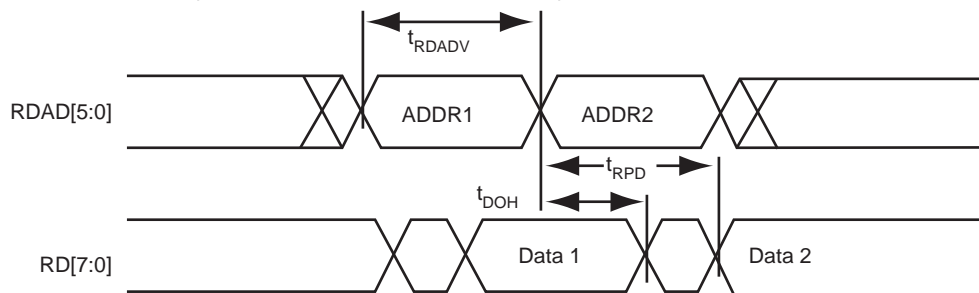 tRDADV
RDAD[5:0]
ADDR1
ADDR2
tRPD
tDOH
RD[7:0]
Data 1
Data 2